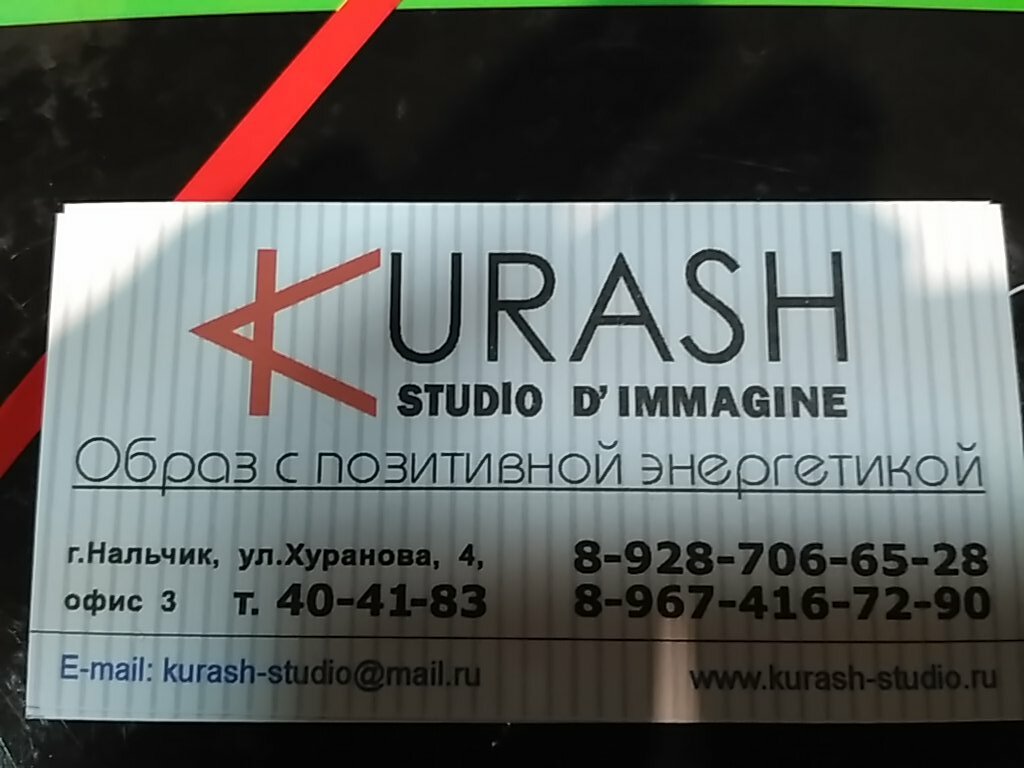 KURASH
STUDIO D'IMMAGINE
Образ с позитивной энергетикой
г.Нальчик, ул.Хуранова, 4,
офис 3 т. 40-41-83
8-928-706-65-28
8-967-416-72-90
E-mail: kurash-studio@mail.ru
www.kurash-studio.ru